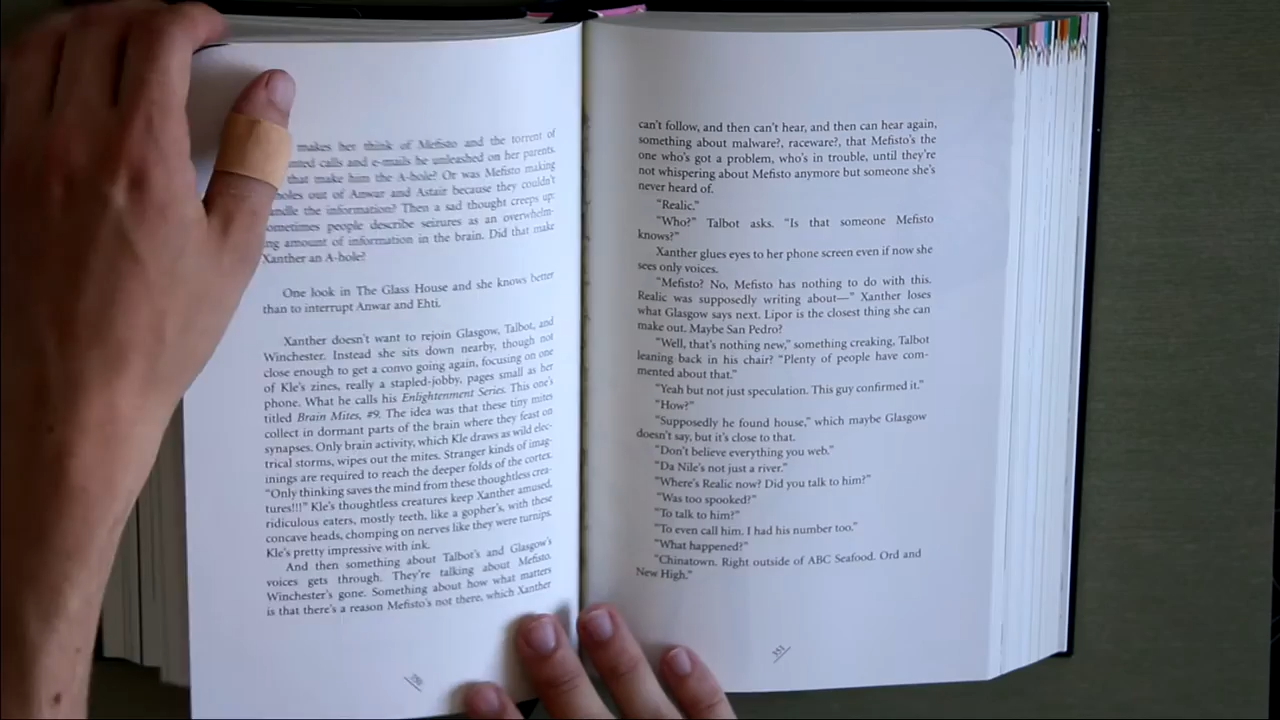 makes her think of Mefisto and the torrent of
nted calls and e-mails he unleashed on her parents.
that make him the A-hole? Or was Mefisto making
holes out of Anwar and Astair because they couldn't
andle the information? Then a sad thought creeps up:
ometimes people describe seizures as an overwhelm-
ng amount of information in the brain. Did that make
Xanther an A-hole?
One look in The Glass House and she knows better
than to interrupt Anwar and Ehti.
Xanther doesn't want to rejoin Glasgow, Talbot, and
Winchester. Instead she sits down nearby, though not
close enough to get a convo going again, focusing on one
of Kle's zines, really a stapled-jobby, pages small as her
phone. What he calls his Enlightenment Series. This one's
titled Brain Mites, #9. The idea was that these tiny mites
collect in dormant parts of the brain where they feast on
synapses. Only brain activity, which Kle draws as wild elec-
trical storms, wipes out the mites. Stranger kinds of imag-
inings are required to reach the deeper folds of the cortex.
"Only thinking saves the mind from these thoughtless crea-
tures!!!" Kle's thoughtless creatures keep Xanther amused,
ridiculous eaters, mostly teeth, like a gopher's, with these
concave heads, chomping on nerves like they were turnips.
Kle's pretty impressive with ink.
And then something about Talbot's and Glasgow's
voices gets through. They're talking about Mefisto.
Winchester's gone. Something about how what matters
is that there's a reason Mefisto's not there, which Xanther
350
can't follow, and then can't hear, and then can hear again,
something about malware?, raceware?, that Mefisto's the
one who's got a problem, who's in trouble, until they're
not whispering about Mefisto anymore but someone she's
never heard of.
"Realic."
"Who?" Talbot asks. "Is that someone Mefisto
knows?"
Xanther glues eyes to her phone screen even if now she
sees only voices.
"Mefisto? No, Mefisto has nothing to do with this.
Realic was supposedly writing about—" Xanther loses
what Glasgow says next. Lipor is the closest thing she can
make out. Maybe San Pedro?
"Well, that's nothing new," something creaking, Talbot
leaning back in his chair? "Plenty of people have com-
mented about that."
"Yeah but not just speculation. This guy confirmed it."
"How?"
"Supposedly he found house," which maybe Glasgow
doesn't say, but it's close to that.
"Don't believe everything you web."
"Da Nile's not just a river."
"Where's Realic now? Did you talk to him?"
"Was too spooked?"
"To talk to him?"
"To even call him. I had his number too."
"What happened?"
"Chinatown. Right outside of ABC Seafood. Ord and
New High."
351